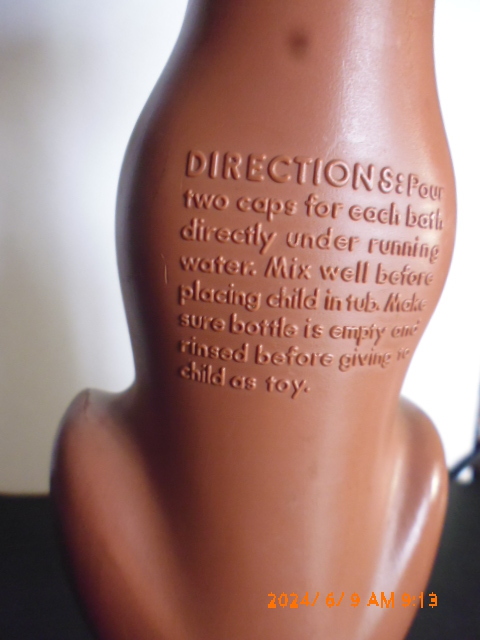 DIRECTIONS: Pour
two caps for each bath
directly under running
water. Mix well before
placing child in tub. Make
sure bottle is empty and
rinsed before giving to
child as toy.
2024/ 6/ 9 AM 9:13